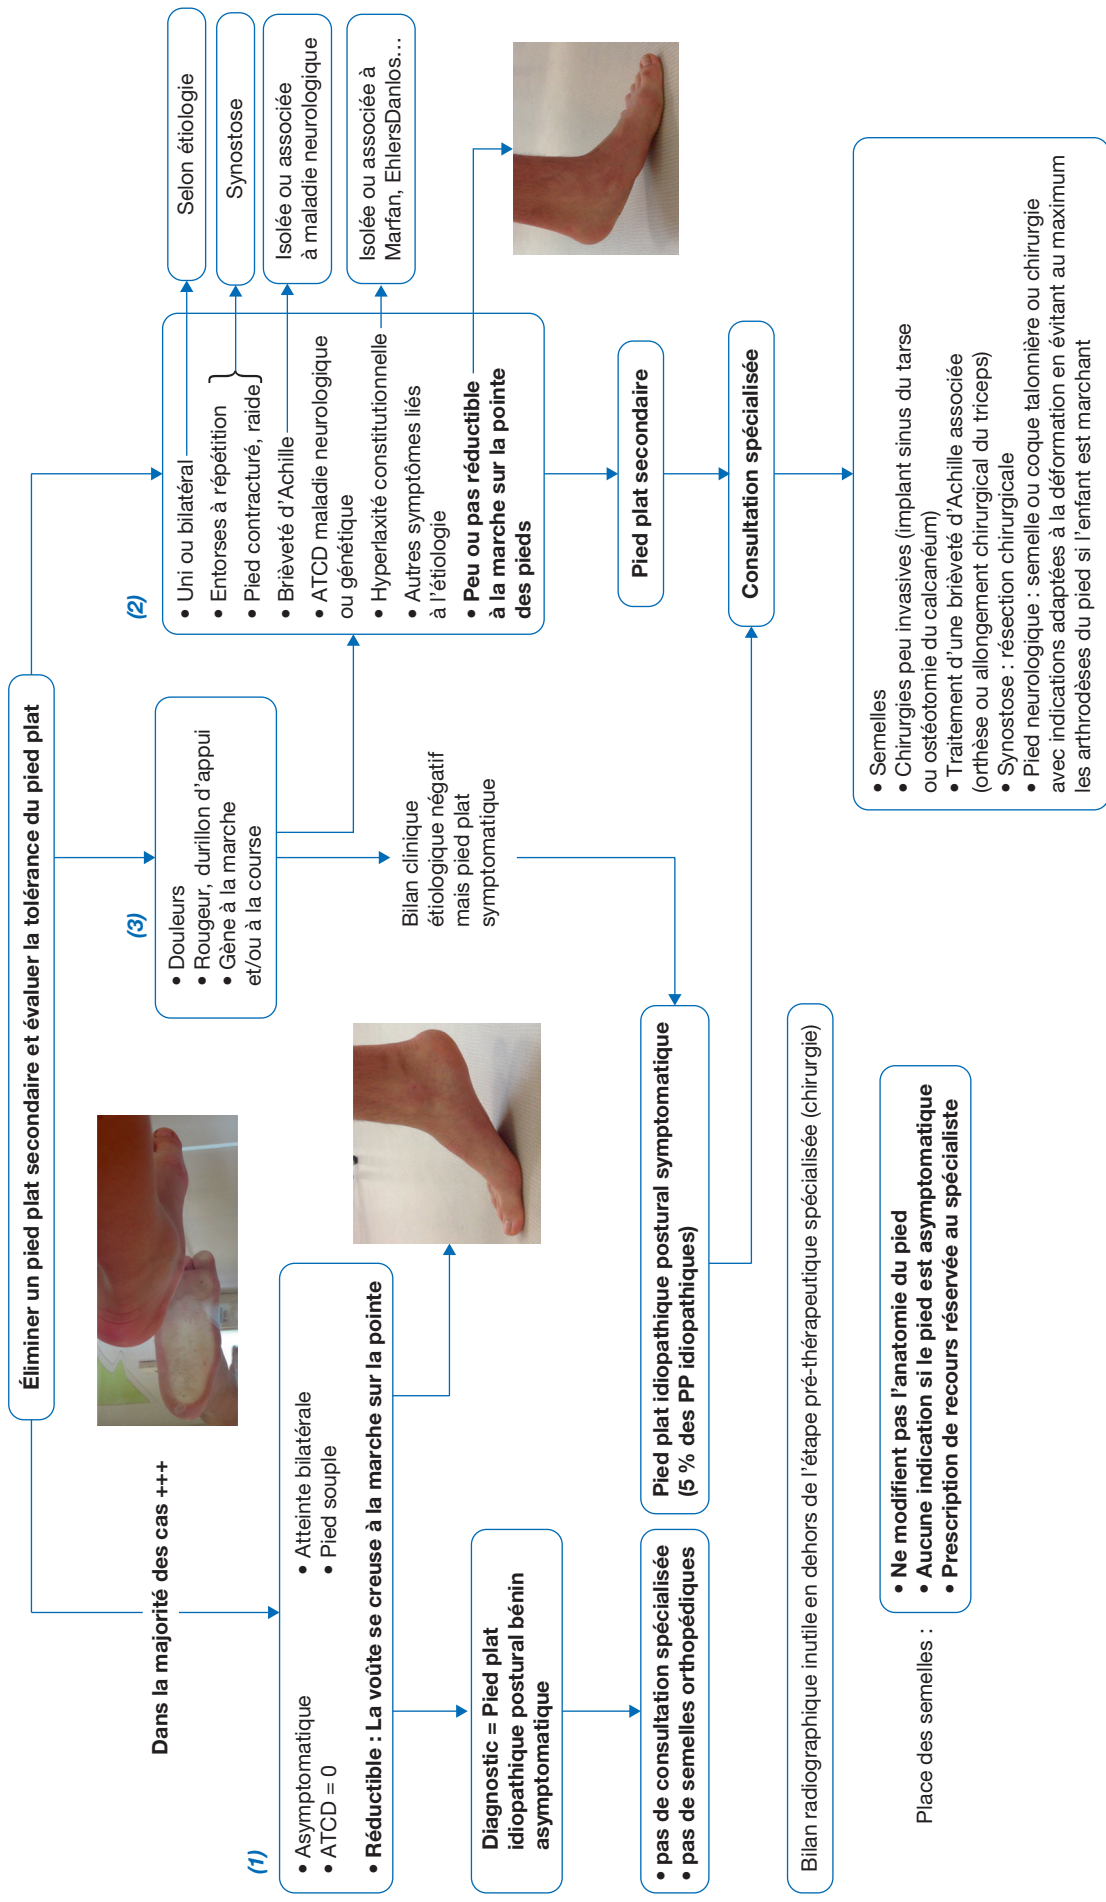 Éliminer un pied plat secondaire et évaluer la tolérance du pied plat
Dans la majorité des cas +++
(1)
• Asymptomatique
• ATCD = 0
• Atteinte bilatérale
• Pied souple
• Réductible : La voûte se creuse à la marche sur la pointe
Diagnostic = Pied plat
idiopathique postural bénin
asymptomatique
• pas de consultation spécialisée
• pas de semelles orthopédiques
(3)
• Douleurs
• Rougeur, durillon d’appui
• Gène à la marche
et/ou à la course
Bilan clinique
étiologique négatif
mais pied plat
symptomatique
Pied plat idiopathique postural symptomatique
(5 % des PP idiopathiques)
(2)
• Uni ou bilatéral
• Entorses à répétition
• Pied contracturé, raide
• Brièveté d’Achille
• ATCD maladie neurologique
ou génétique
• Hyperlaxité constitutionnelle
• Autres symptômes liés
à l’étiologie
• Peu ou pas réductible
à la marche sur la pointe
des pieds
Selon étiologie
Synostose
Isolée ou associée
à maladie neurologique
Isolée ou associée à
Marfan, EhlersDanlos…
Pied plat secondaire
Consultation spécialisée
• Semelles
• Chirurgies peu invasives (implant sinus du tarse
ou ostéotomie du calcanéum)
• Traitement d’une brièveté d’Achille associée
(orthèse ou allongement chirurgical du triceps)
• Synostose : résection chirurgicale
• Pied neurologique : semelle ou coque talonnière ou chirurgie
avec indications adaptées à la déformation en évitant au maximum
les arthrodèses du pied si l’enfant est marchant
Bilan radiographique inutile en dehors de l’étape pré-thérapeutique spécialisée (chirurgie)
Place des semelles :
• Ne modifient pas l’anatomie du pied
• Aucune indication si le pied est asymptomatique
• Prescription de recours réservée au spécialiste